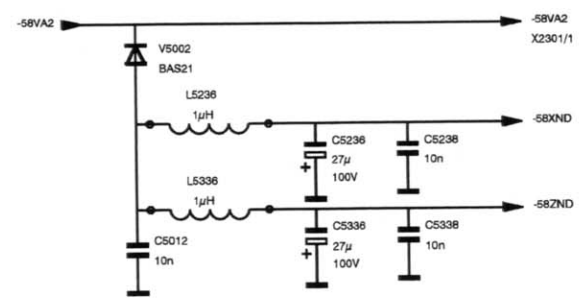 -58VA2
-58VA2
X2301/1
V5002
BAS21
L5236
1µH
-58XND
C5236
27µ
100V
+
C5238
10n
L5336
1µH
-58ZND
C5012
10n
C5336
27µ
100V
+
C5338
10n